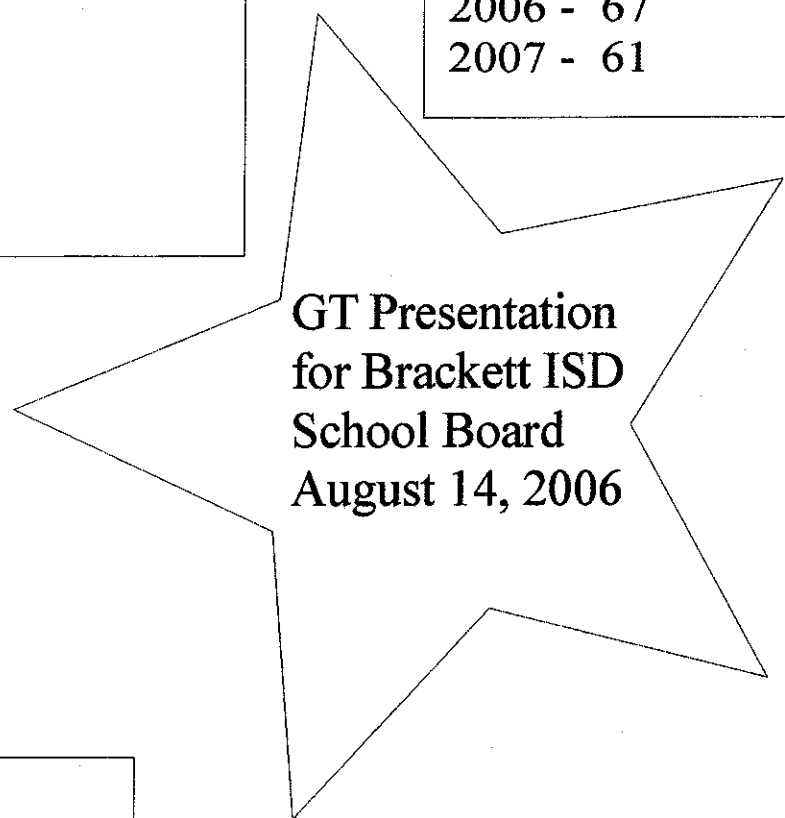 2006 - 67
2007 - 61
GT Presentation
for Brackett ISD
School Board
August 14, 2006